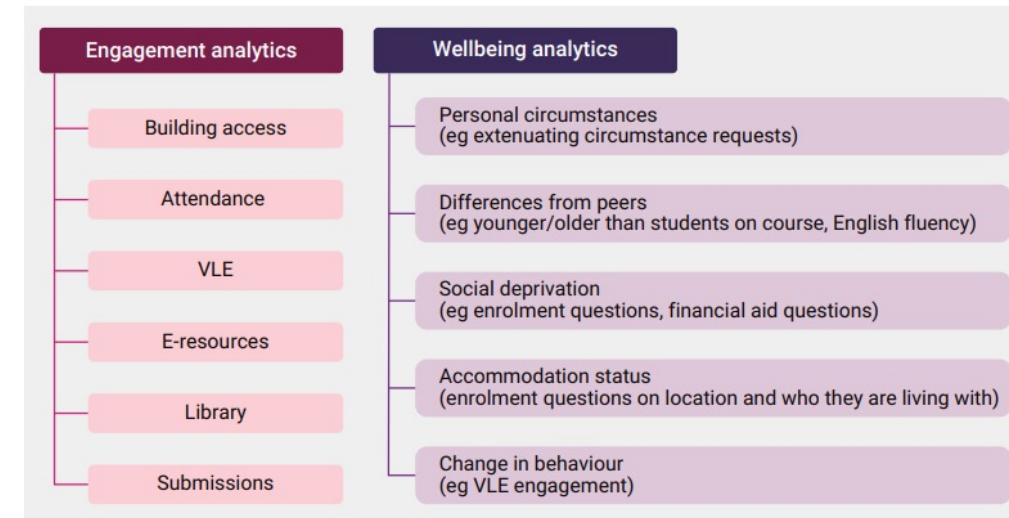 Engagement analytics
Building access
Attendance
VLE
E-resources
Library
Submissions
Wellbeing analytics
Personal circumstances
(eg extenuating circumstance requests)
Differences from peers
(eg younger/older than students on course, English fluency)
Social deprivation
(eg enrolment questions, financial aid questions)
Accommodation status
(enrolment questions on location and who they are living with)
Change in behaviour
(eg VLE engagement)